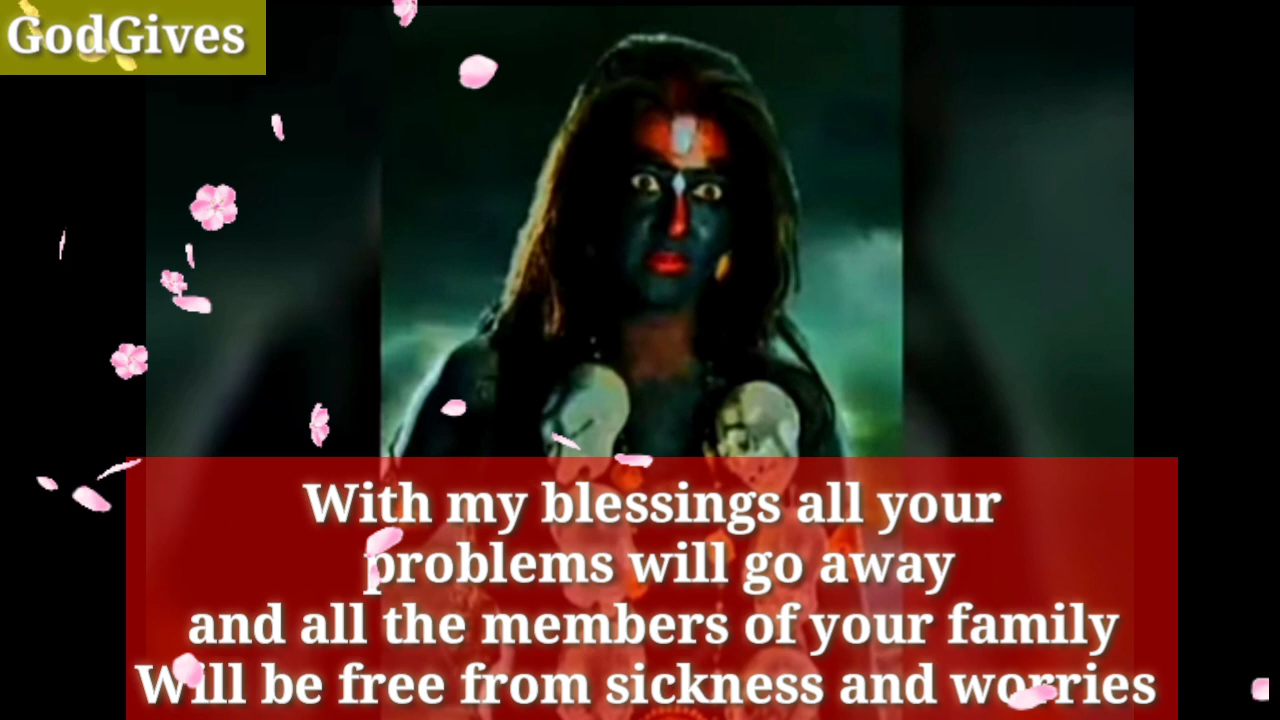 GodGives
With my blessings all your
problems will go away
and all the members of your family
Will be free from sickness and worries